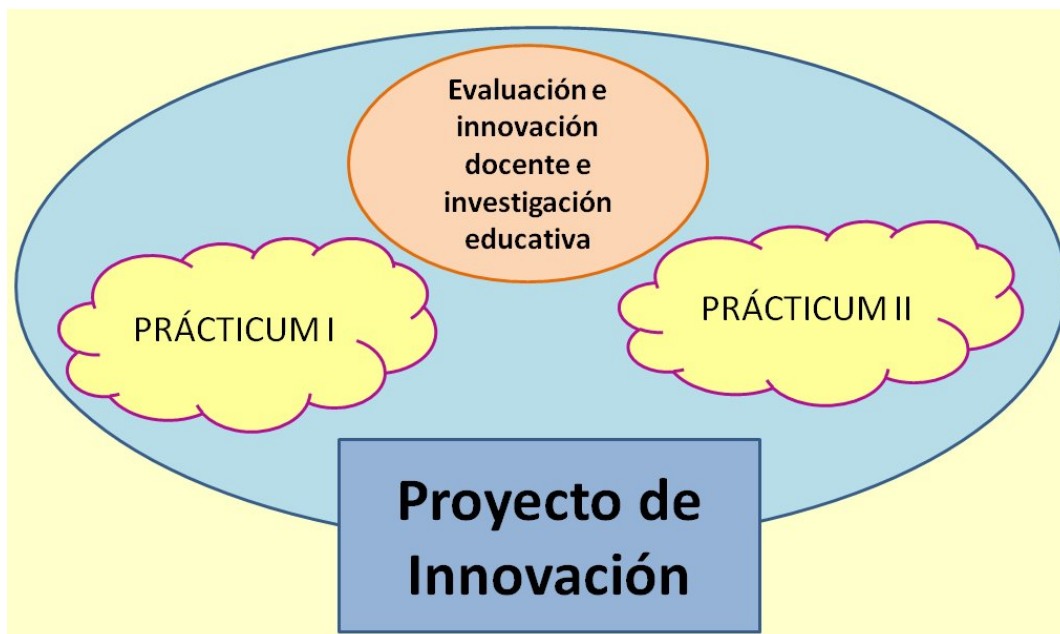 Evaluación e
innovación
docente e
investigación
educativa
PRÁCTICUM I
PRÁCTICUM II
Proyecto de
Innovación